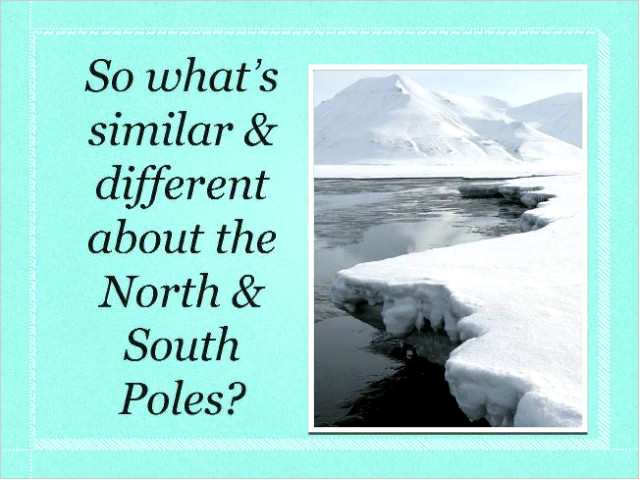 So what’s
similar &
different
about the
North &
South
Poles?